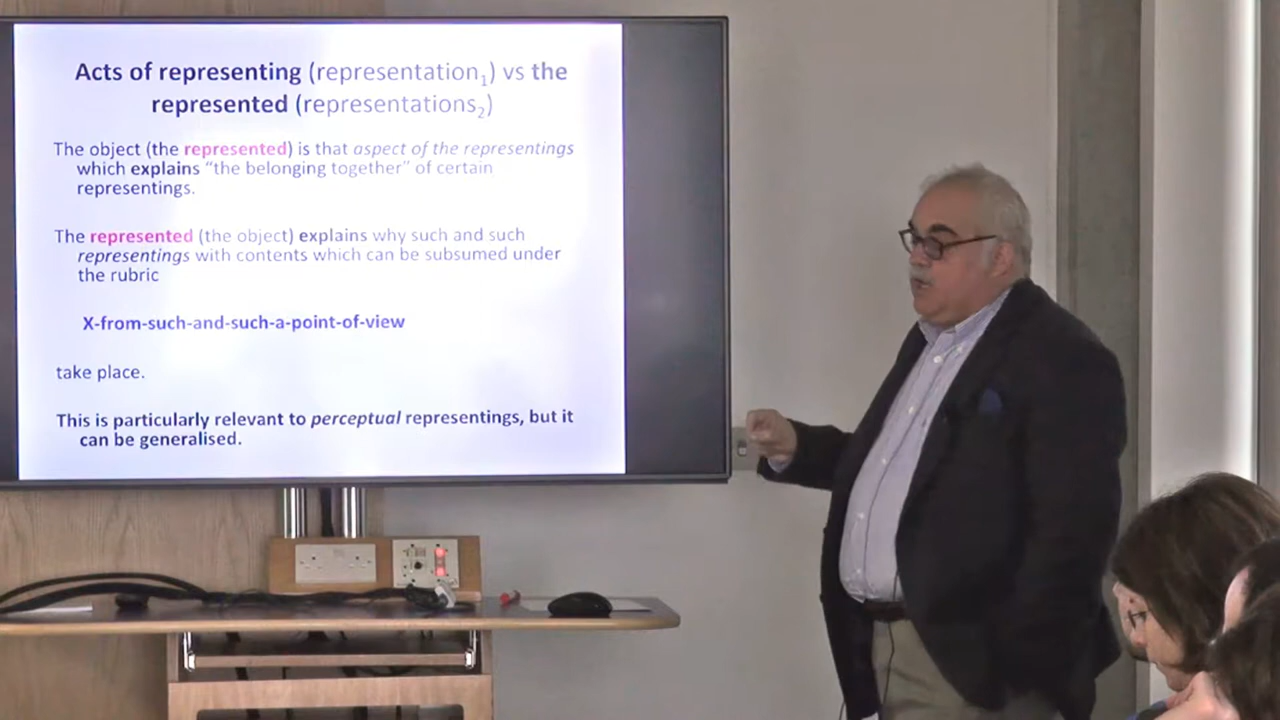 Acts of representing (representation₁) vs the
represented (representations₂)
The object (the represented) is that aspect of the representings
which explains “the belonging together” of certain
representings.
The represented (the object) explains why such and such
representings with contents which can be subsumed under
the rubric
X-from-such-and-such-a-point-of-view
take place.
This is particularly relevant to perceptual representings, but it
can be generalised.